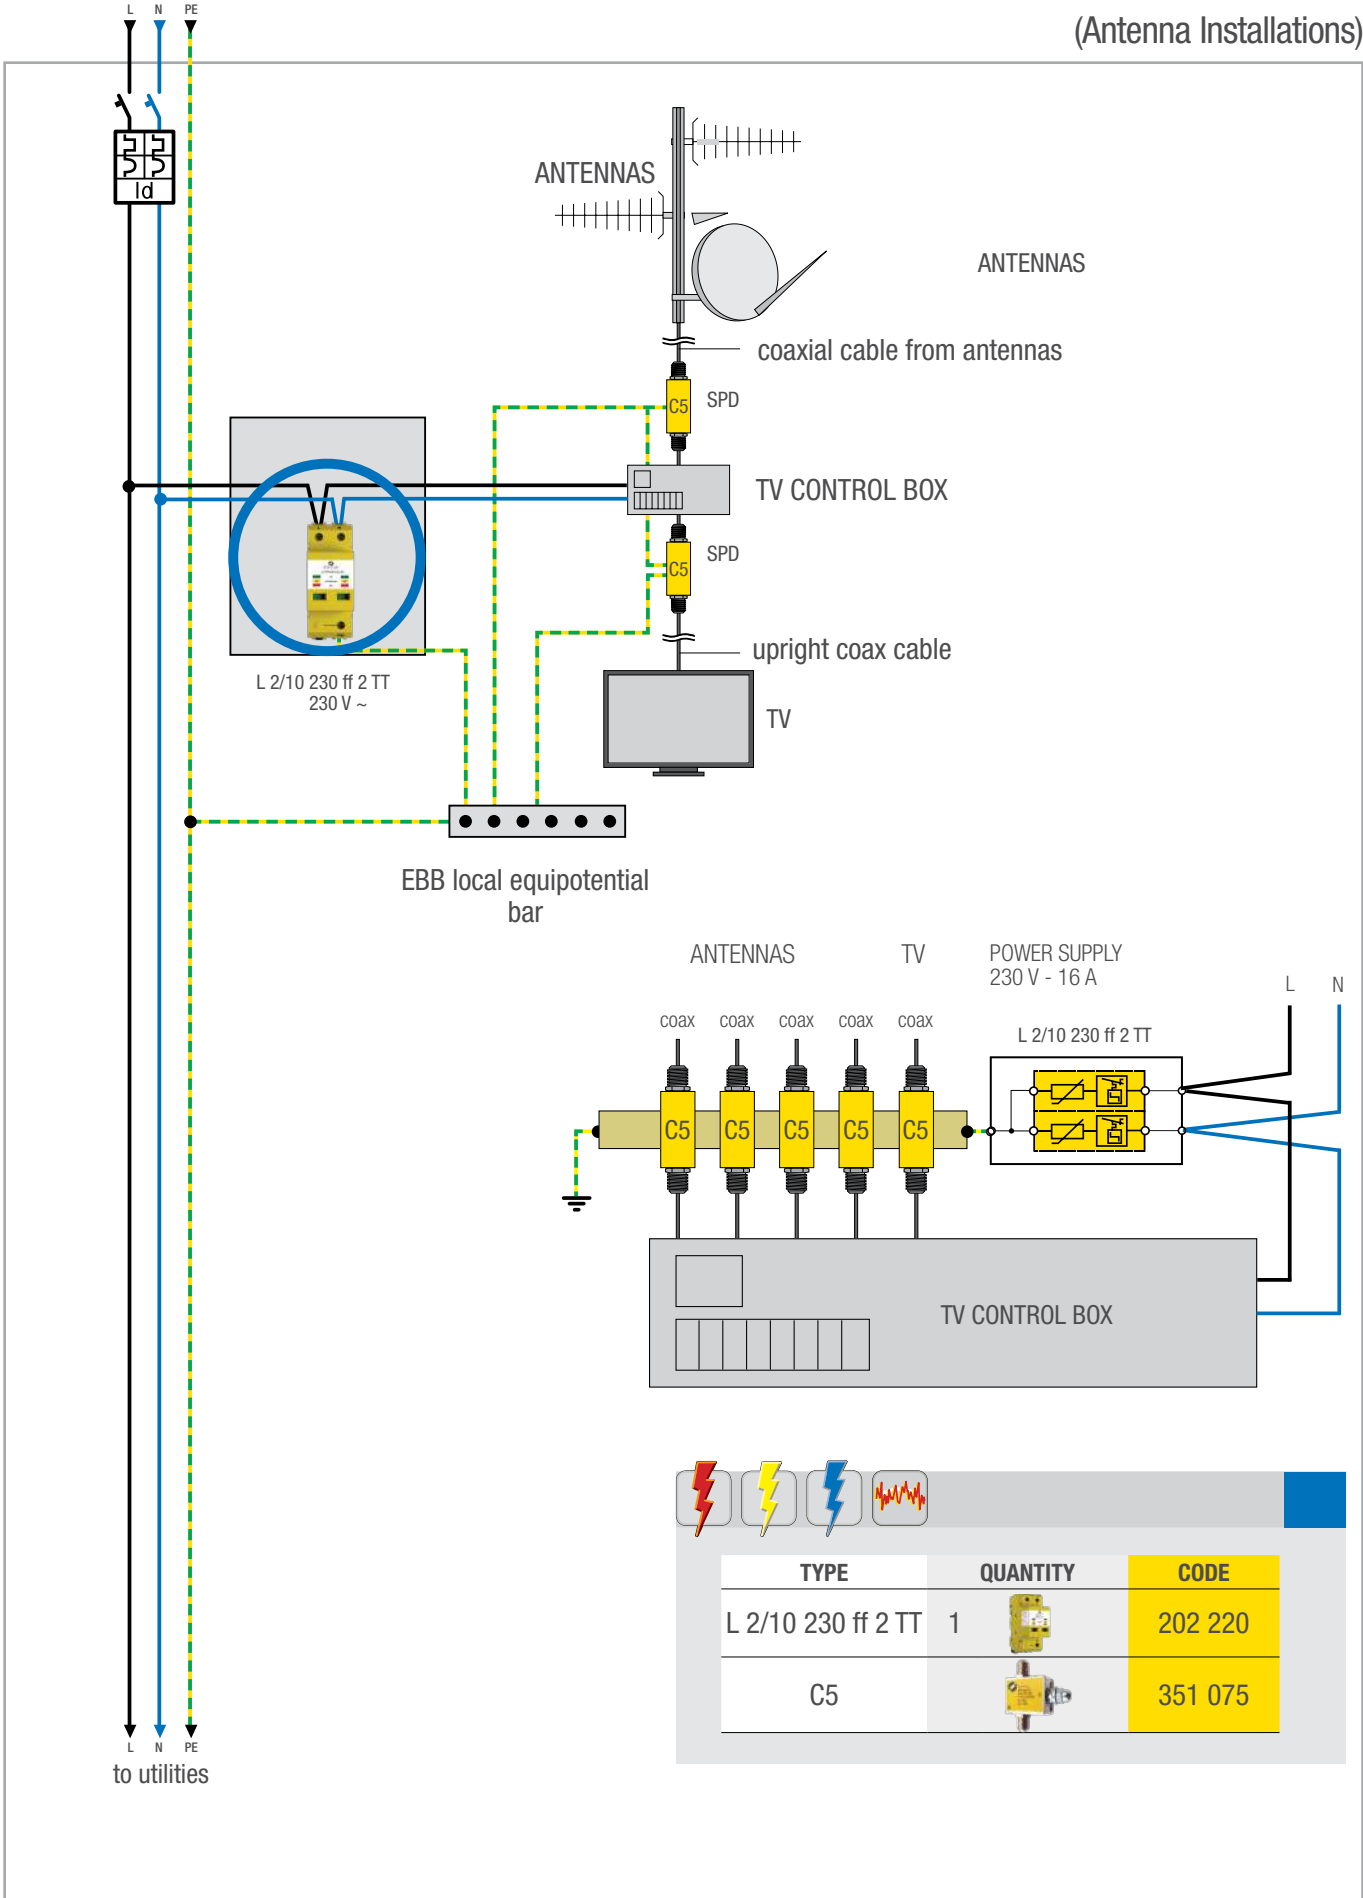 (Antenna Installations)
L N PE
Id
ANTENNAS
ANTENNAS
coaxial cable from antennas
C5 SPD
TV CONTROL BOX
C5 SPD
upright coax cable
L 2/10 230 ff 2 TT
230 V ~
TV
EBB local equipotential
bar
ANTENNAS TV POWER SUPPLY
230 V - 16 A
L N
coax coax coax coax coax
L 2/10 230 ff 2 TT
C5 C5 C5 C5 C5
TV CONTROL BOX
TYPE QUANTITY CODE
L 2/10 230 ff 2 TT 1 202 220
C5 351 075
L N PE
to utilities